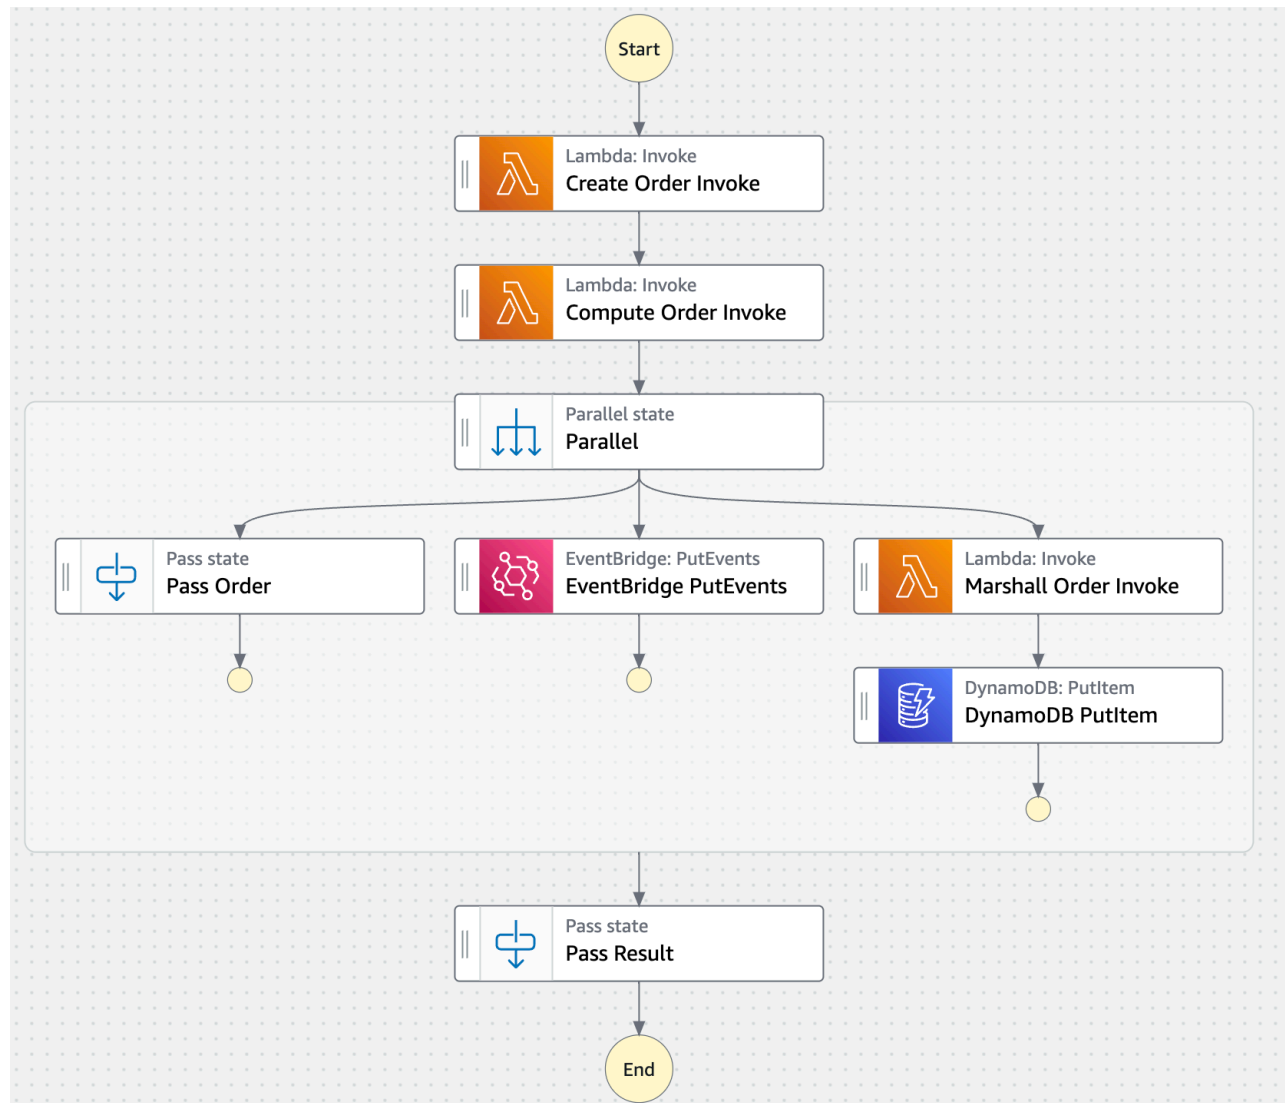 Start
Lambda: Invoke
Create Order Invoke
Lambda: Invoke
Compute Order Invoke
Parallel state
Parallel
Pass state
Pass Order
EventBridge: PutEvents
EventBridge PutEvents
Lambda: Invoke
Marshall Order Invoke
DynamoDB: PutItem
DynamoDB PutItem
Pass state
Pass Result
End